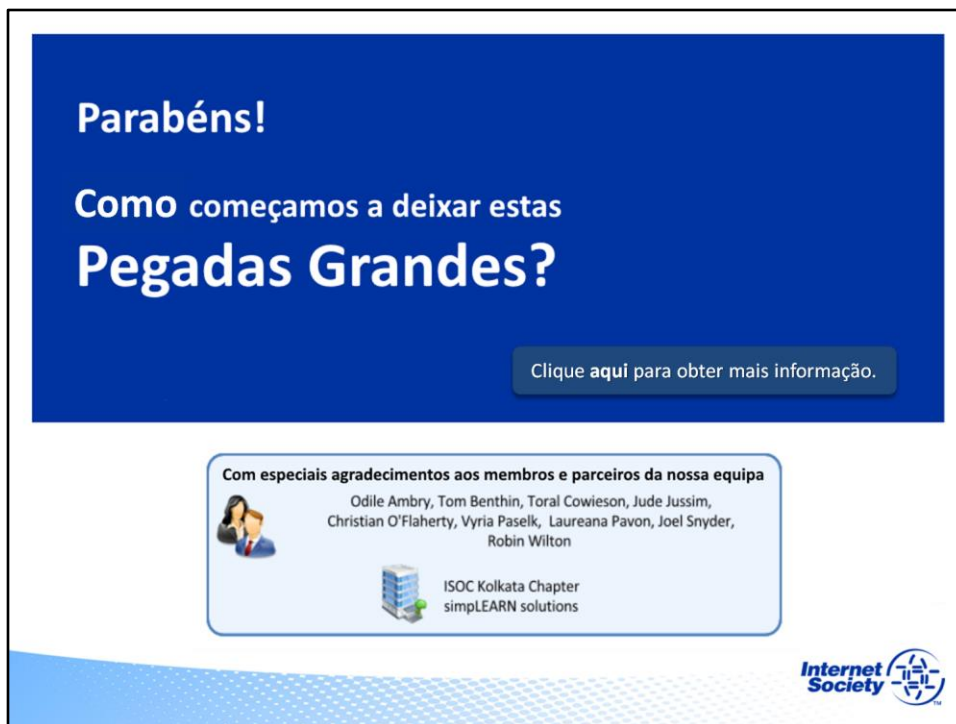 Parabéns!
Como começamos a deixar estas
Pegadas Grandes?
Clique aqui para obter mais informação.
Com especiais agradecimentos aos membros e parceiros da nossa equipa
Odile Ambry, Tom Benthin, Toral Cowieson, Jude Jussim,
Christian O'Flaherty, Vyria Paselk, Laureana Pavon, Joel Snyder,
Robin Wilton
ISOC Kolkata Chapter
simpLEARN solutions
Internet
Society
TM